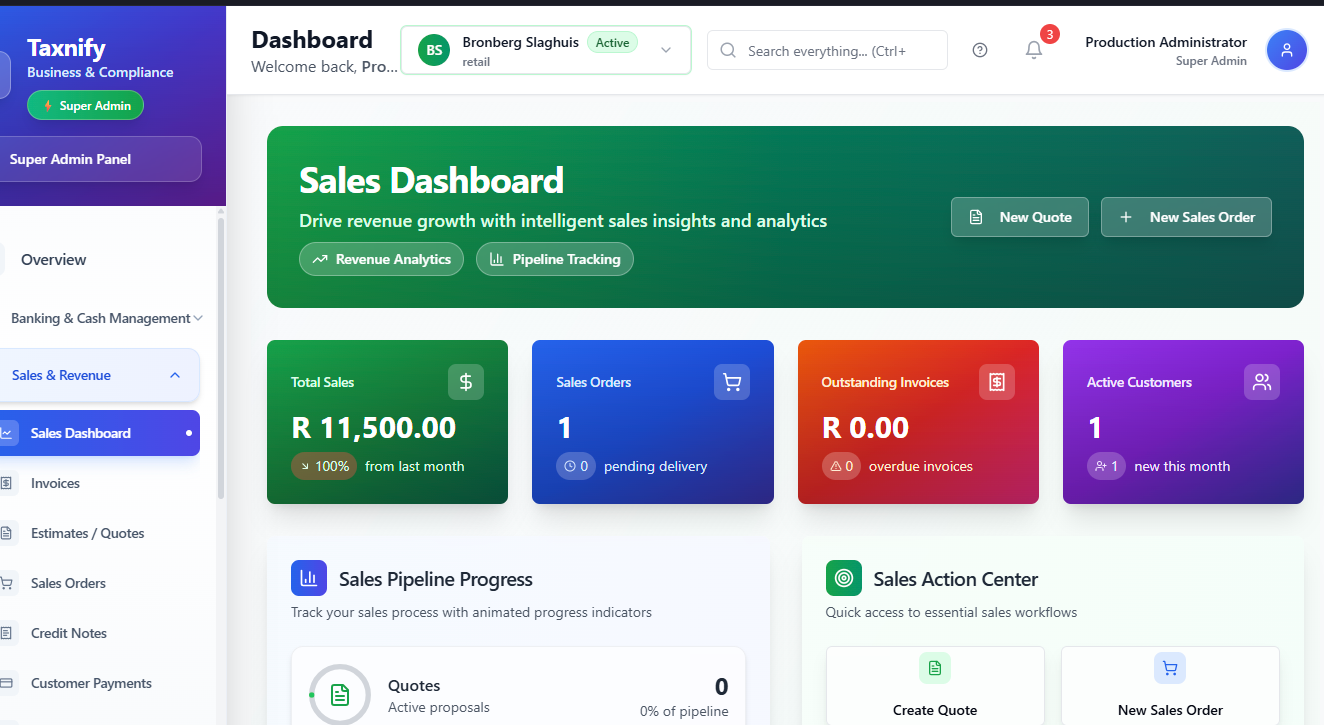 Taxnify
Business & Compliance
Super Admin
Super Admin Panel
Overview
Banking & Cash Management
Sales & Revenue
Sales Dashboard
Invoices
Estimates / Quotes
Sales Orders
Credit Notes
Customer Payments
Dashboard
Welcome back, Pro...
BS
Bronberg Slaghuis
Active
retail
Search everything... (Ctrl+
3
Production Administrator
Super Admin
Sales Dashboard
Drive revenue growth with intelligent sales insights and analytics
Revenue Analytics
Pipeline Tracking
New Quote
New Sales Order
Total Sales
R 11,500.00
100% from last month
Sales Orders
1
0 pending delivery
Outstanding Invoices
R 0.00
0 overdue invoices
Active Customers
1
1 new this month
Sales Pipeline Progress
Track your sales process with animated progress indicators
Quotes
Active proposals
0
0% of pipeline
Sales Action Center
Quick access to essential sales workflows
Create Quote
New Sales Order